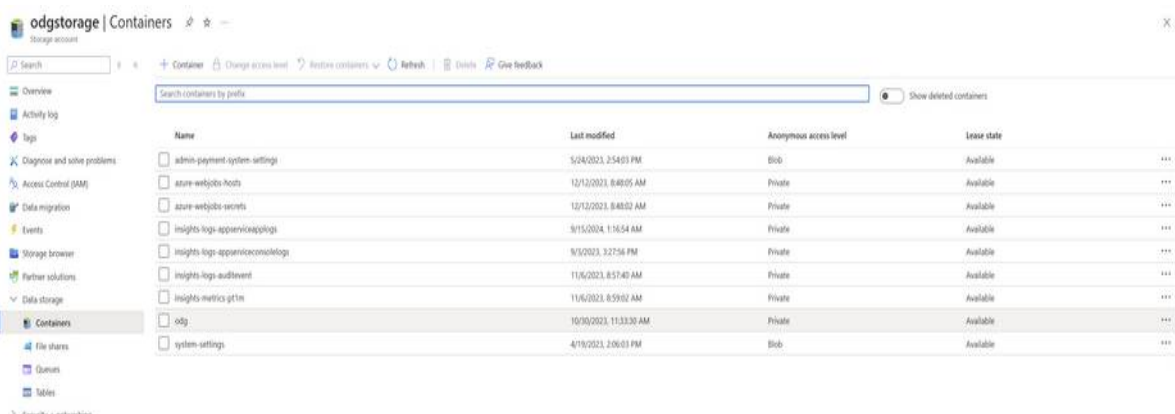 odgstorage | Containers
Storage account
Search
+ Container Change access level Restore containers Refresh Delete Give feedback
Search containers by prefix
Show deleted containers
Overview
Activity log
Tags
Diagnose and solve problems
Access Control (IAM)
Data migration
Events
Storage browser
Partner solutions
Data storage
Containers
File shares
Queues
Tables
Security + networking
Name Last modified Anonymous access level Lease state
admin-payment-system-settings 5/24/2023, 2:54:03 PM Blob Available
azure-webjobs-hosts 12/12/2023, 8:48:05 AM Private Available
azure-webjobs-secrets 12/12/2023, 8:48:02 AM Private Available
insights-logs-appserviceapplogs 9/15/2024, 1:16:54 AM Private Available
insights-logs-appserviceconsolelogs 9/5/2023, 3:27:56 PM Private Available
insights-logs-auditevent 11/6/2023, 8:57:40 AM Private Available
insights-metrics-pt1m 11/6/2023, 8:59:02 AM Private Available
odg 10/30/2023, 11:33:30 AM Private Available
system-settings 4/19/2023, 2:06:03 PM Blob Available